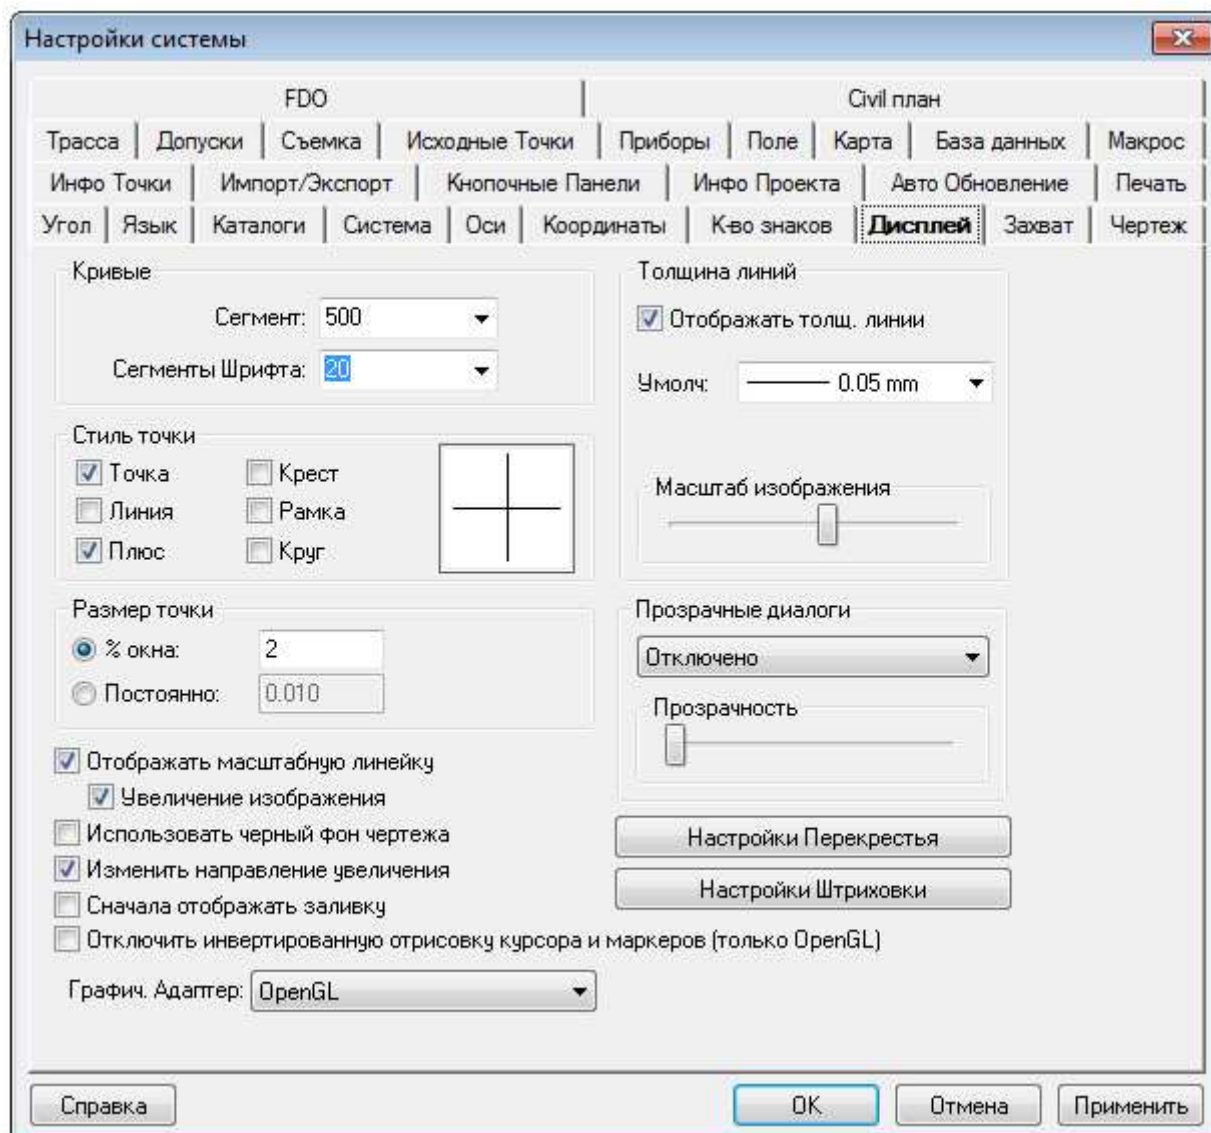 Настройки системы
FDO Civil план
Трасса Допуски Съемка Исходные Точки Приборы Поле Карта База данных Макрос
Инфо Точки Импорт/Экспорт Кнопочные Панели Инфо Проекта Авто Обновление Печать
Угол Язык Каталоги Система Оси Координаты К-во знаков Дисплей Захват Чертеж
Кривые
Сегмент: 500
Сегменты Шрифта: 20
Толщина линий
Отображать толщ. линии
Умолч: 0.05 mm
Масштаб изображения
Стиль точки
Точка Крест
Линия Рамка
Плюс Круг
Размер точки
% окна: 2
Постоянно: 0.010
Прозрачные диалоги
Отключено
Прозрачность
Отображать масштабную линейку
Увеличение изображения
Использовать черный фон чертежа
Изменить направление увеличения
Сначала отображать заливку
Отключить инвертированную отрисовку курсора и маркеров (только OpenGL)
Настройки Перекрестья
Настройки Штриховки
Графич. Адаптер: OpenGL
Справка OK Отмена Применить